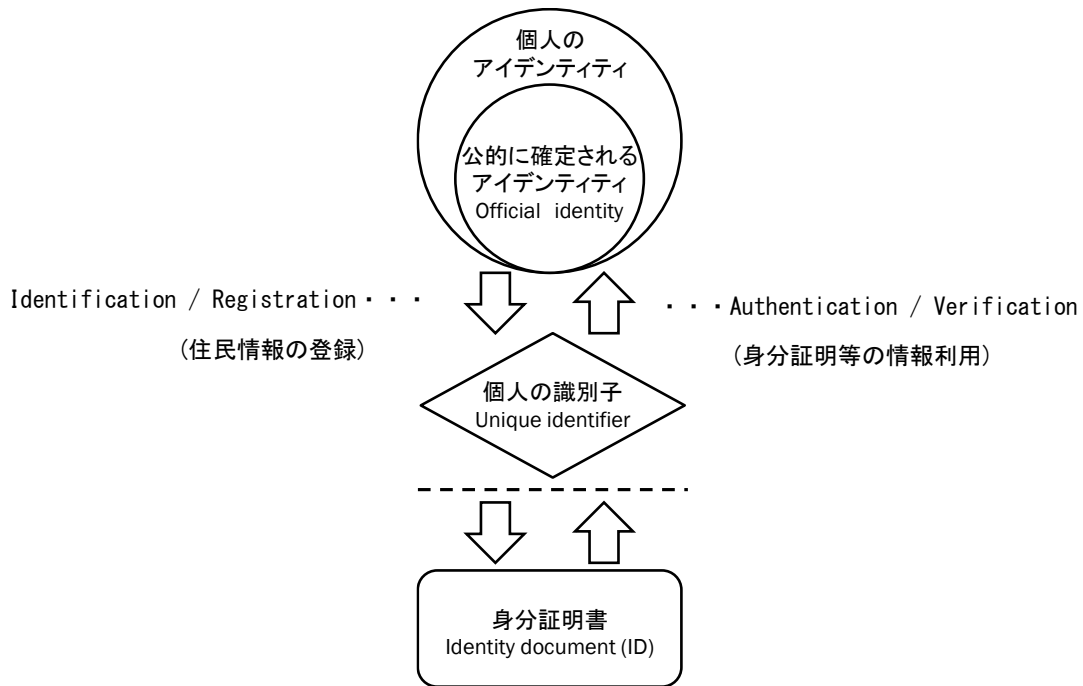 個人の
アイデンティティ
公的に確定される
アイデンティティ
Official identity
Identification / Registration・・・
(住民情報の登録)
・・・Authentication / Verification
(身分証明等の情報利用)
個人の識別子
Unique identifier
身分証明書
Identity document (ID)